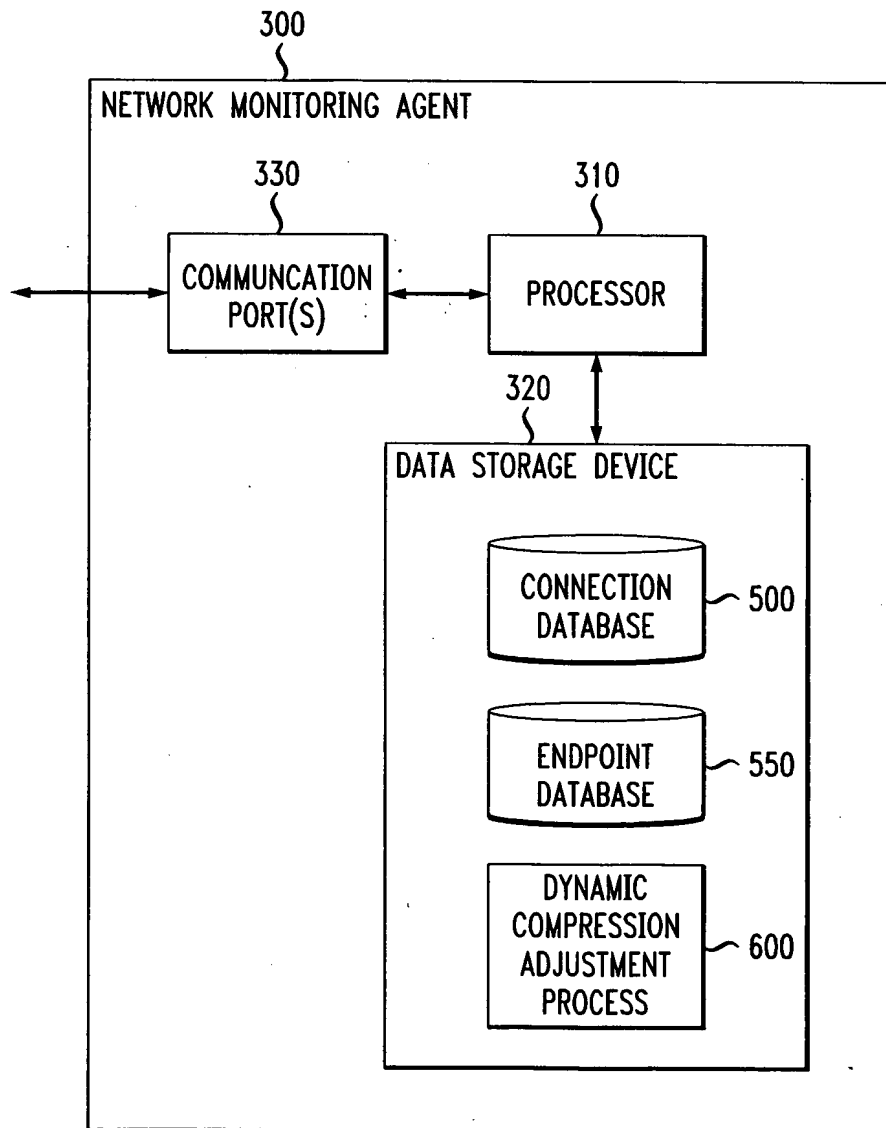 300
NETWORK MONITORING AGENT
330
310
COMMUNCATION
PORT(S)
PROCESSOR
320
DATA STORAGE DEVICE
CONNECTION
DATABASE
500
ENDPOINT
DATABASE
550
DYNAMIC
COMPRESSION
ADJUSTMENT
PROCESS
600